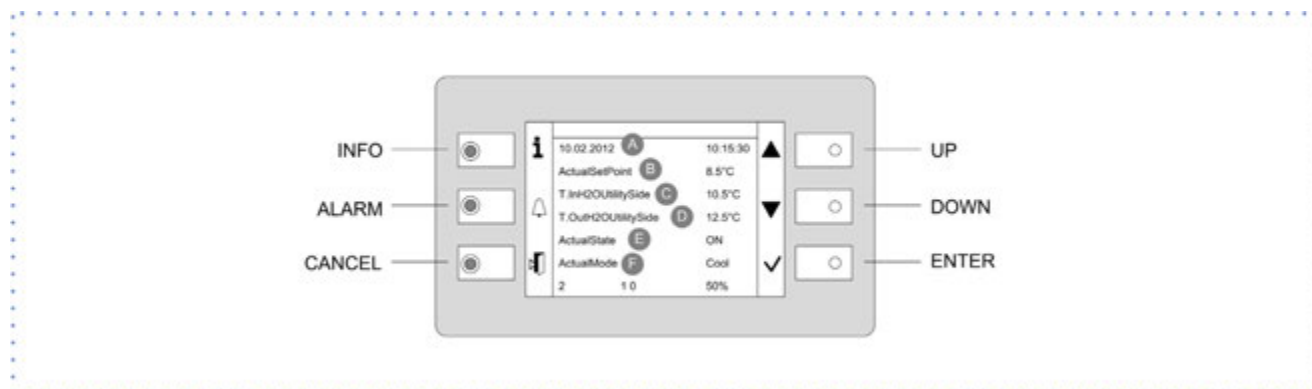 INFO
ALARM
CANCEL
i
10.02.2012 A 10:15:30
ActualSetPoint B 8.5°C
T.InH2OUtilitySide C 10.5°C
T.OutH2OUtilitySide D 12.5°C
ActualState E ON
ActualMode F Cool
2 1 0 50%
UP
DOWN
ENTER